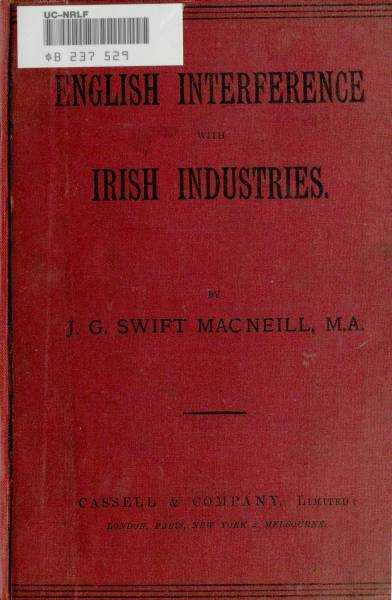 UC-NRLF
$B 237 529
ENGLISH INTERFERENCE
WITH
IRISH INDUSTRIES.
BY
J. G. SWIFT MACNEILL, M.A.
CASSELL & COMPANY, LIMITED:
LONDON, PARIS, NEW YORK & MELBOURNE.